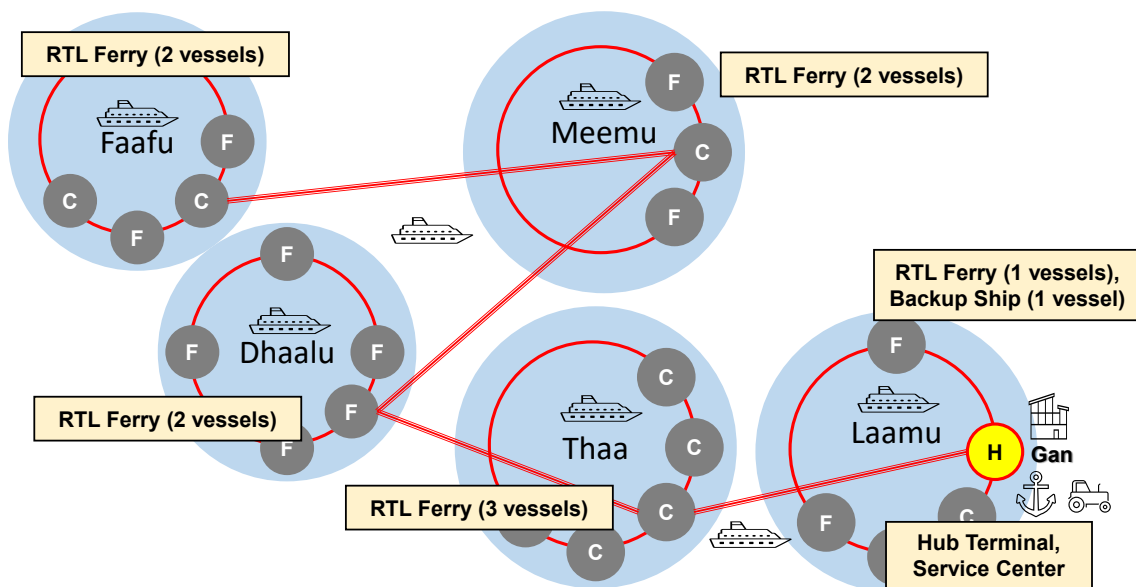 RTL Ferry (2 vessels)
Faafu
F
C
F
C
RTL Ferry (2 vessels)
Meemu
F
C
F
F
Dhaalu
F
F
F
F
RTL Ferry (2 vessels)
Thaa
C
C
C
C
RTL Ferry (3 vessels)
RTL Ferry (1 vessels),
Backup Ship (1 vessel)
F
Laamu
H
Gan
F
C
Hub Terminal,
Service Center